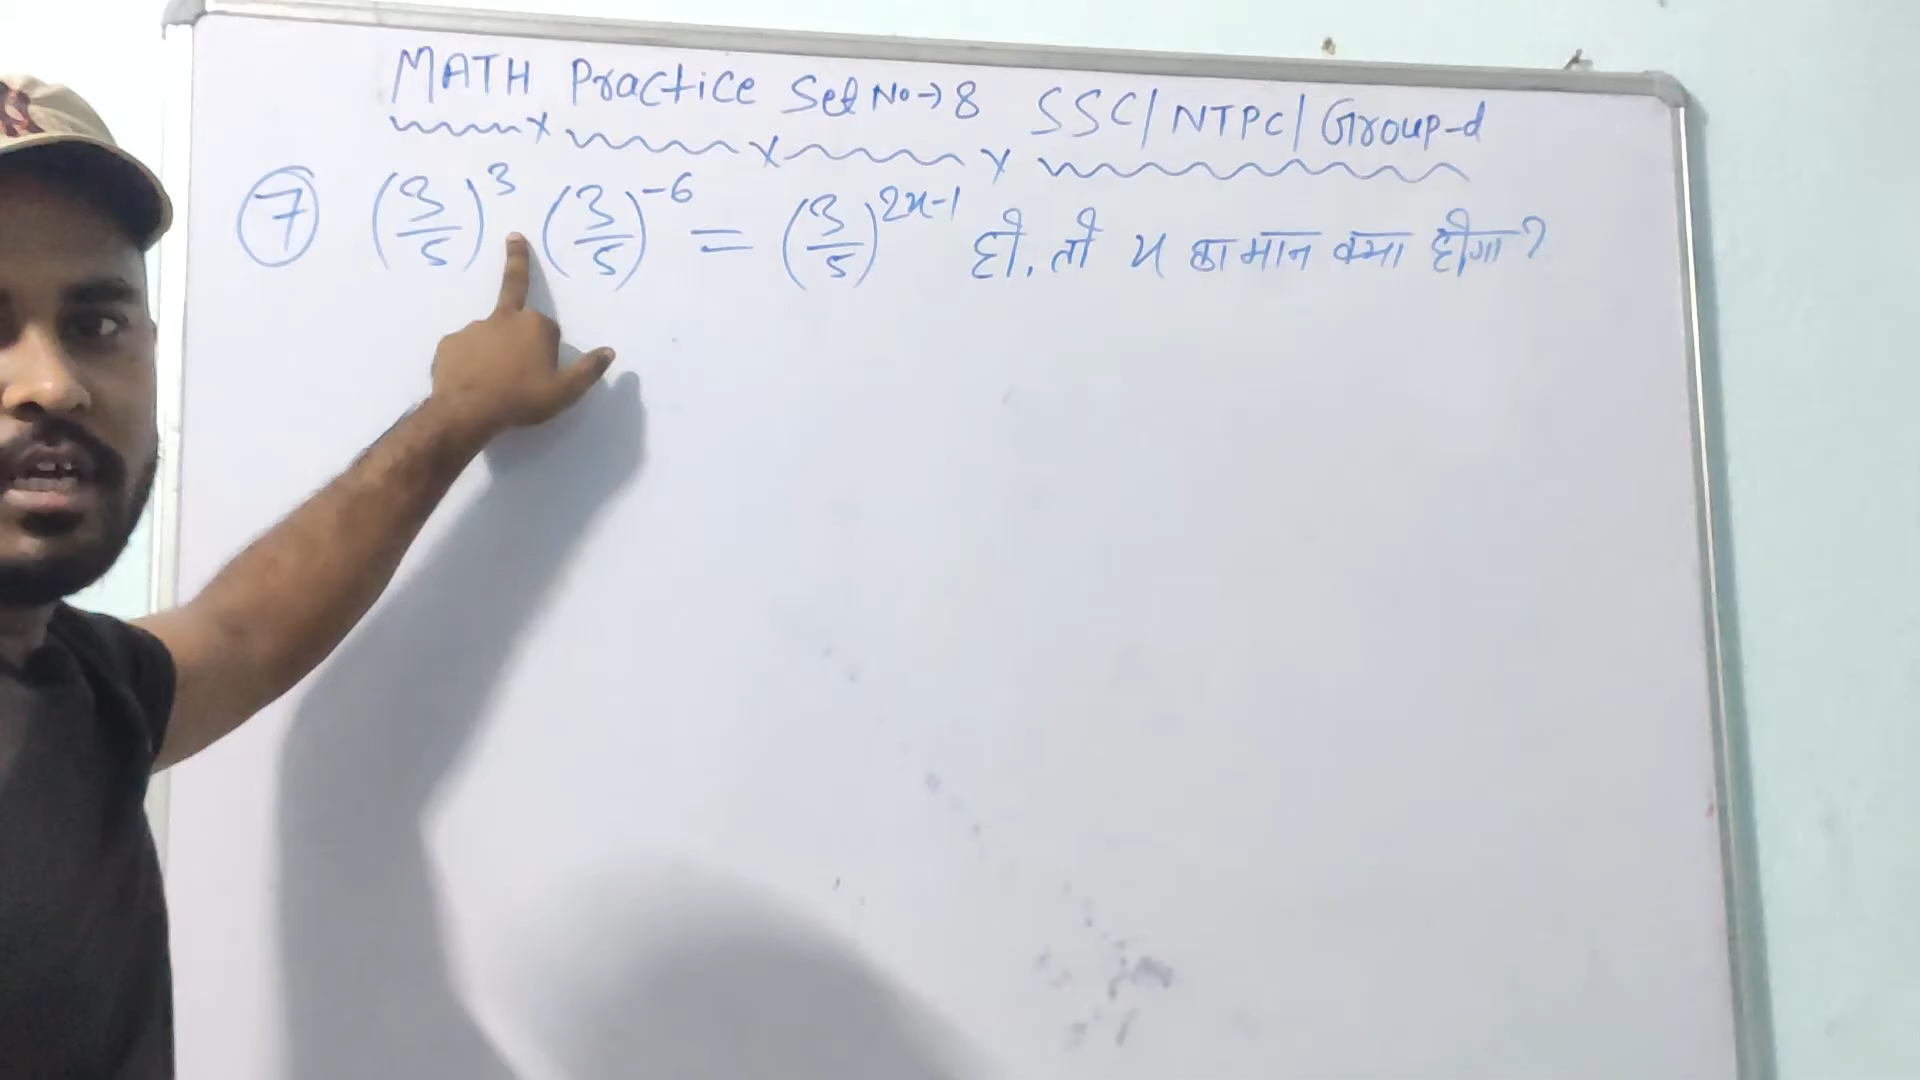 MATH Practice Set No→8 SSC/NTPC/Group-d
⑦ (3/5)³ (3/5)⁻⁶ = (3/5)²ˣ⁻¹ हो, तो x का मान क्या होगा?